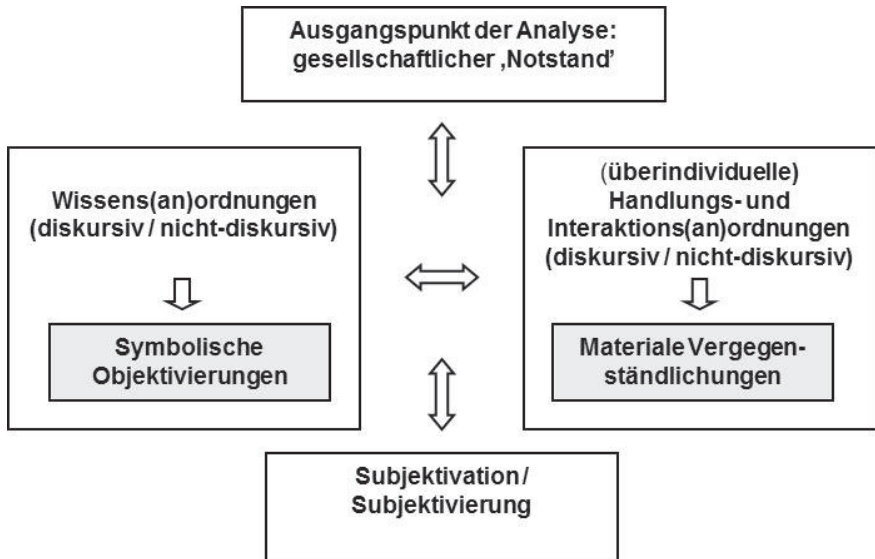 Ausgangspunkt der Analyse:
gesellschaftlicher ‚Notstand’
Wissens(an)ordnungen
(diskursiv / nicht-diskursiv)
Symbolische
Objektivierungen
(überindividuelle)
Handlungs- und
Interaktions(an)ordnungen
(diskursiv / nicht-diskursiv)
Materiale Vergegen-
ständlichungen
Subjektivation /
Subjektivierung